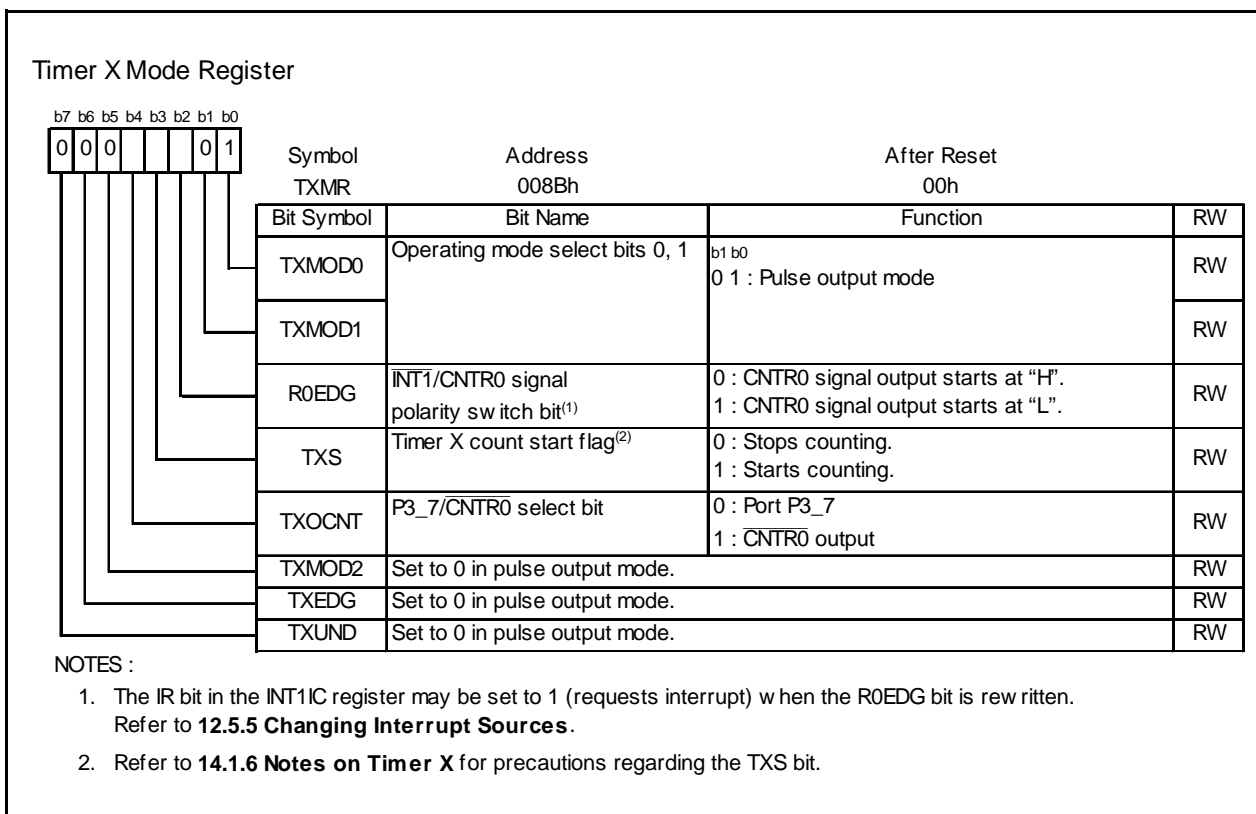 Timer X Mode Register
b7 b6 b5 b4 b3 b2 b1 b0
0 0 0 0 1
Symbol Address After Reset
TXMR 008Bh 00h
Bit Symbol Bit Name Function RW
TXMOD0 Operating mode select bits 0, 1 b1 b0
0 1 : Pulse output mode RW
TXMOD1 RW
R0EDG INT1/CNTR0 signal
polarity switch bit(1) 0 : CNTR0 signal output starts at “H”.
1 : CNTR0 signal output starts at “L”. RW
TXS Timer X count start flag(2) 0 : Stops counting.
1 : Starts counting. RW
TXOCNT P3_7/CNTR0 select bit 0 : Port P3_7
1 : CNTR0 output RW
TXMOD2 Set to 0 in pulse output mode. RW
TXEDG Set to 0 in pulse output mode. RW
TXUND Set to 0 in pulse output mode. RW
NOTES :
1. The IR bit in the INT1IC register may be set to 1 (requests interrupt) when the R0EDG bit is rewritten.
Refer to 12.5.5 Changing Interrupt Sources.
2. Refer to 14.1.6 Notes on Timer X for precautions regarding the TXS bit.